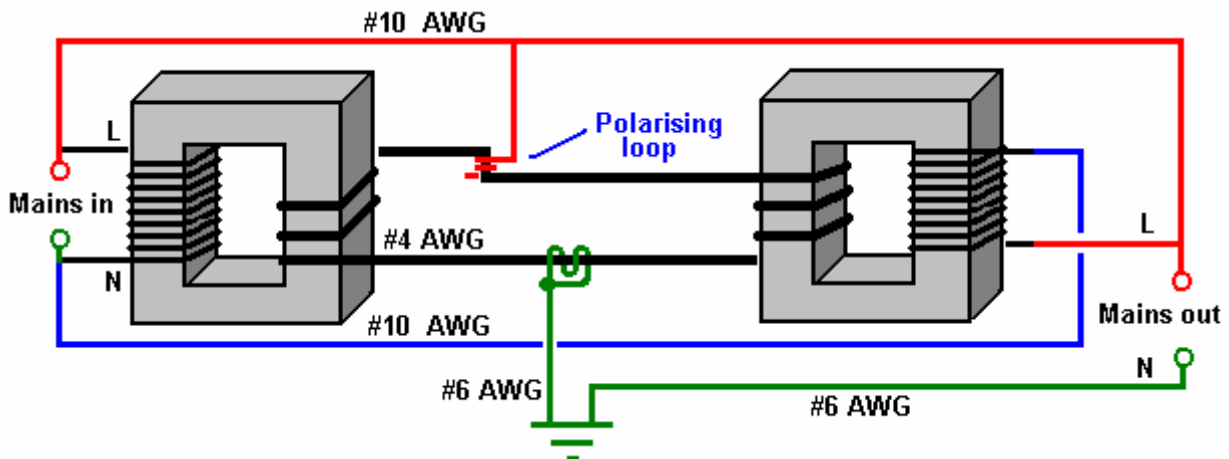 #10 AWG
L
Polarising
loop
Mains in
#4 AWG
L
N
#10 AWG
Mains out
#6 AWG
N
#6 AWG